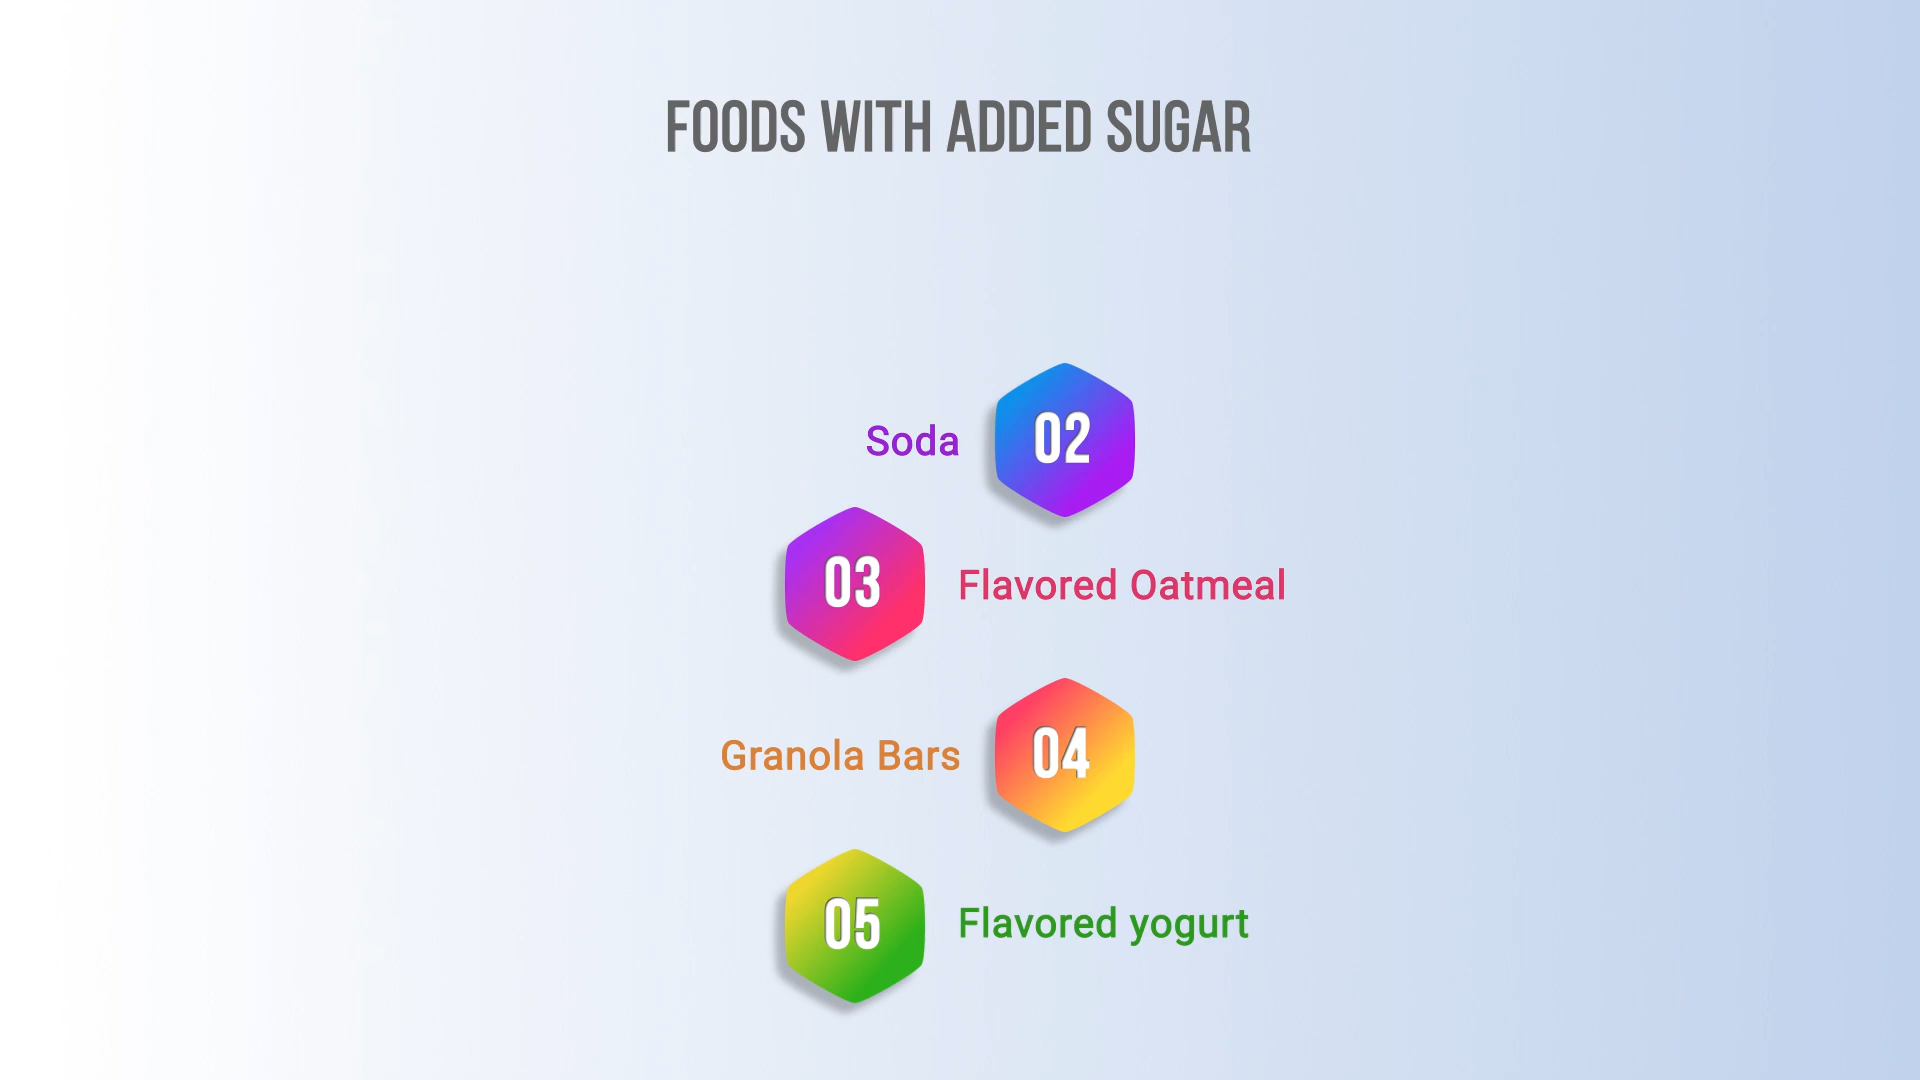 FOODS WITH ADDED SUGAR
Soda 02
03 Flavored Oatmeal
Granola Bars 04
05 Flavored yogurt